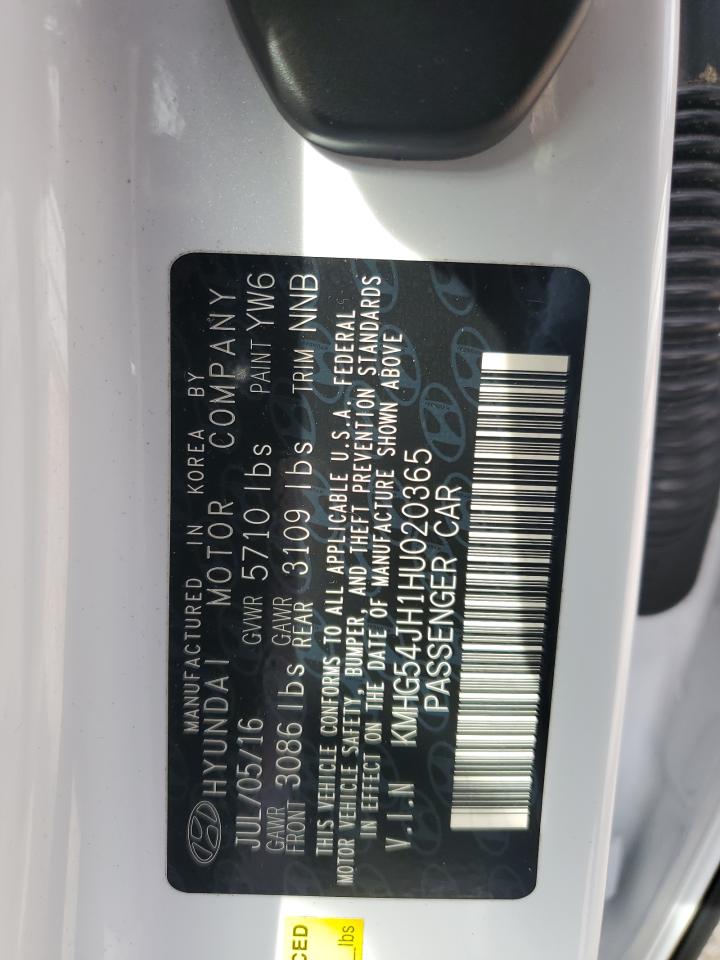 MANUFACTURED IN KOREA BY
HYUNDAI MOTOR COMPANY
JUL/05/16 GVWR 5710 lbs PAINT YW6
GAWR FRONT 3086 lbs GAWR REAR 3109 lbs TRIM NNB
THIS VEHICLE CONFORMS TO ALL APPLICABLE U.S.A. FEDERAL
MOTOR VEHICLE SAFETY, BUMPER, AND THEFT PREVENTION STANDARDS
IN EFFECT ON THE DATE OF MANUFACTURE SHOWN ABOVE
V.I.N KMHG54JH1HU020365
PASSENGER CAR
CED
lbs